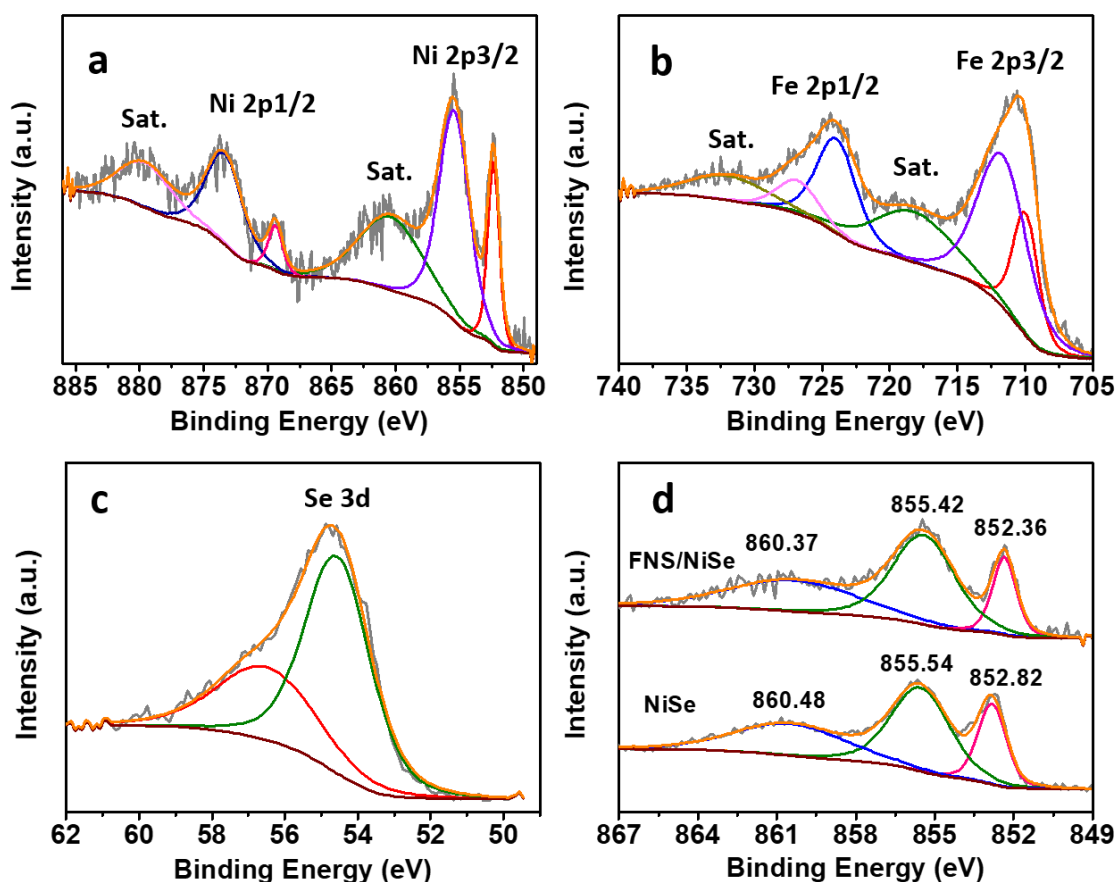 a
Ni 2p3/2
Ni 2p1/2
Sat.
Sat.
Intensity (a.u.)
885 880 875 870 865 860 855 850
Binding Energy (eV)
b
Fe 2p3/2
Fe 2p1/2
Sat.
Sat.
Intensity (a.u.)
740 735 730 725 720 715 710 705
Binding Energy (eV)
c
Se 3d
Intensity (a.u.)
62 60 58 56 54 52 50
Binding Energy (eV)
d
855.42
852.36
860.37
FNS/NiSe
855.54
852.82
860.48
NiSe
Intensity (a.u.)
867 864 861 858 855 852 849
Binding Energy (eV)